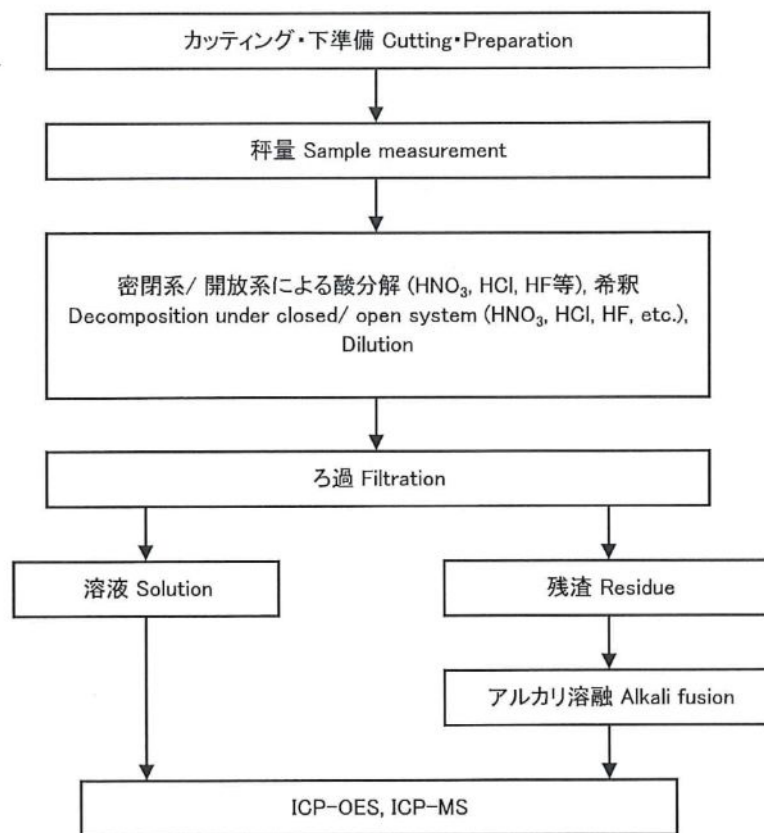 カッティング・下準備 Cutting・Preparation
秤量 Sample measurement
密閉系/ 開放系による酸分解 (HNO₃, HCl, HF等), 希釈
Decomposition under closed/ open system (HNO₃, HCl, HF, etc.),
Dilution
ろ過 Filtration
溶液 Solution
残渣 Residue
アルカリ溶融 Alkali fusion
ICP-OES, ICP-MS